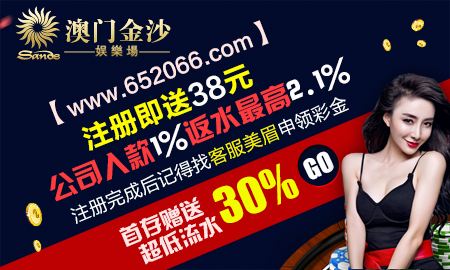 澳门金沙
娱樂場
Sands
【www.652066.com】
注册即送38元
公司入款1%返水最高2.1%
注册完成后记得找客服美眉申领彩金
首存赠送
超低流水
30%
GO